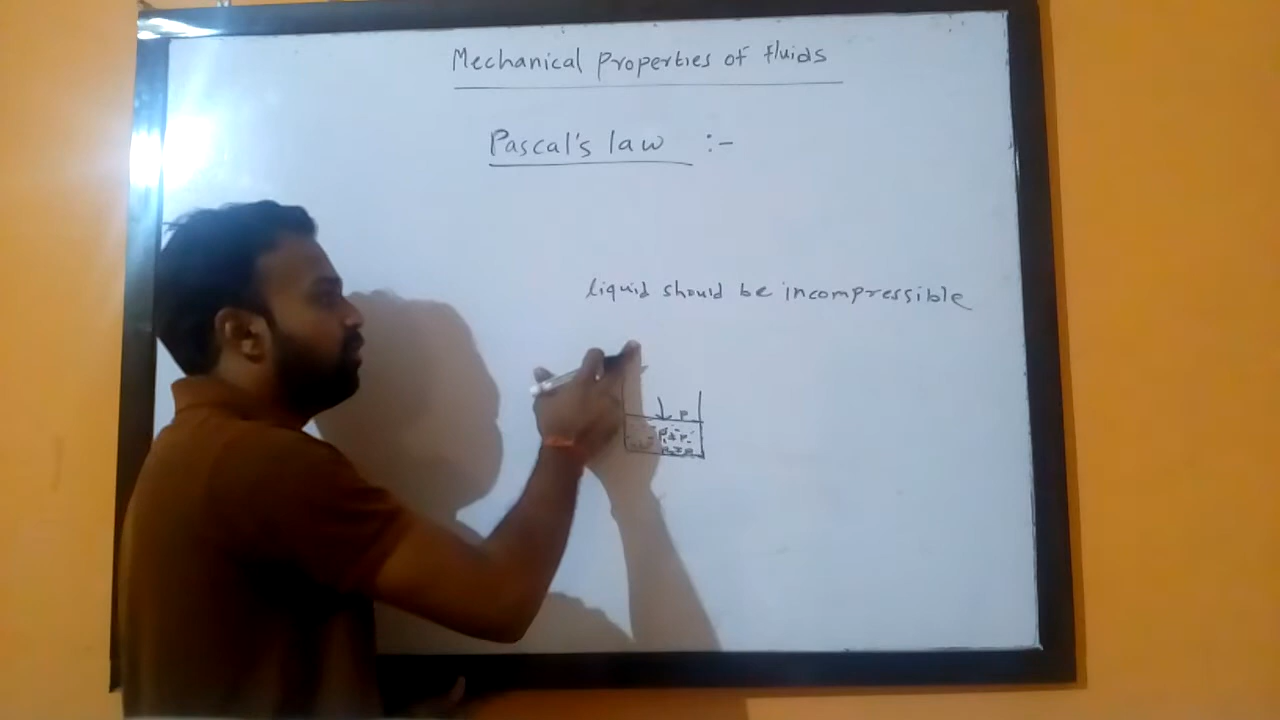 Mechanical properties of fluids
Pascal's law :-
liquid should be incompressible
P